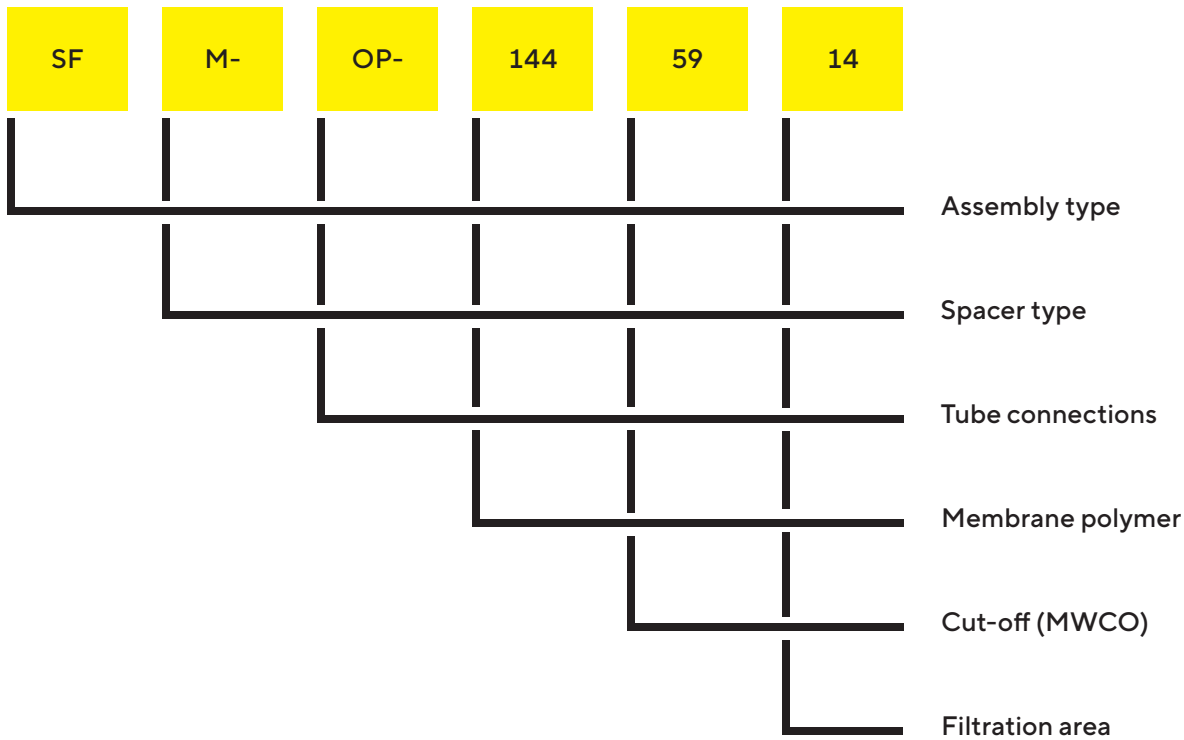 SF M- OP- 144 59 14
Assembly type
Spacer type
Tube connections
Membrane polymer
Cut-off (MWCO)
Filtration area